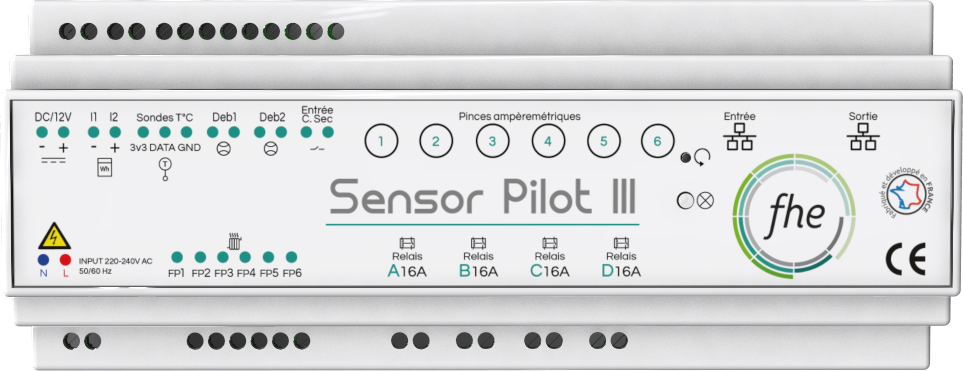 DC/12V I1 I2 Sondes T°C Deb1 Deb2 Entrée C. Sec Pinces ampèremétriques Entrée Sortie
- + - + 3v3 DATA GND
Wh T
1 2 3 4 5 6
Fabriqué et développé en FRANCE
Sensor Pilot III
fhe
INPUT 220-240V AC
50/60 Hz
N L
FP1 FP2 FP3 FP4 FP5 FP6
Relais Relais Relais Relais
A16A B16A C16A D16A
CE